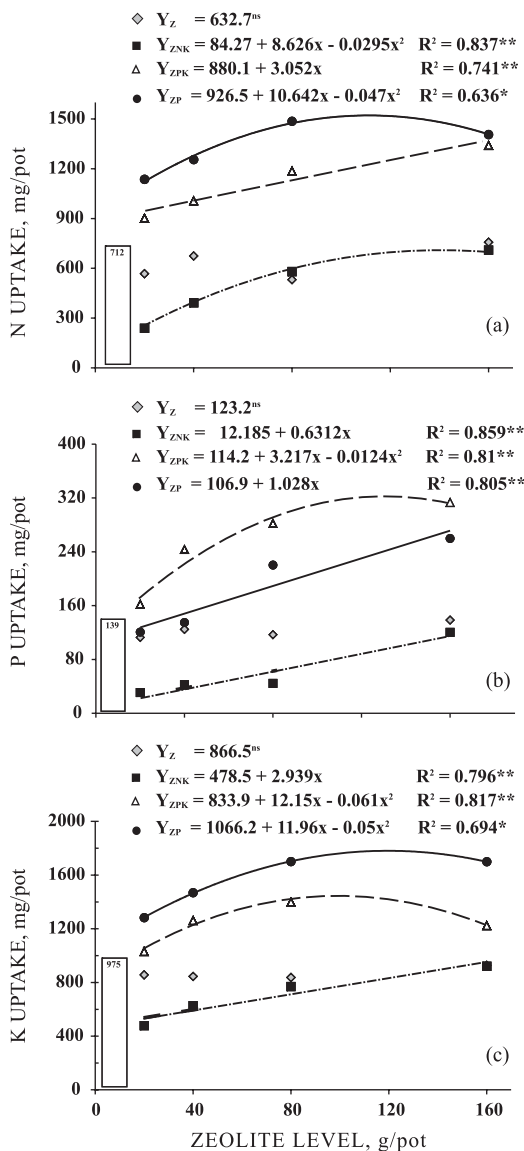 Y_Z = 632.7^ns
Y_ZNK = 84.27 + 8.626x - 0.0295x² R² = 0.837**
Y_ZPK = 880.1 + 3.052x R² = 0.741**
Y_ZP = 926.5 + 10.642x - 0.047x² R² = 0.636*
1500
1200
900
600
300
0
N UPTAKE, mg/pot
712
(a)
Y_Z = 123.2^ns
Y_ZNK = 12.185 + 0.6312x R² = 0.859**
Y_ZPK = 114.2 + 3.217x - 0.0124x² R² = 0.81**
Y_ZP = 106.9 + 1.028x R² = 0.805**
400
320
240
160
80
0
P UPTAKE, mg/pot
139
(b)
Y_Z = 866.5^ns
Y_ZNK = 478.5 + 2.939x R² = 0.796**
Y_ZPK = 833.9 + 12.15x - 0.061x² R² = 0.817**
Y_ZP = 1066.2 + 11.96x - 0.05x² R² = 0.694*
2000
1600
1200
800
400
0
K UPTAKE, mg/pot
975
(c)
0 40 80 120 160
ZEOLITE LEVEL, g/pot